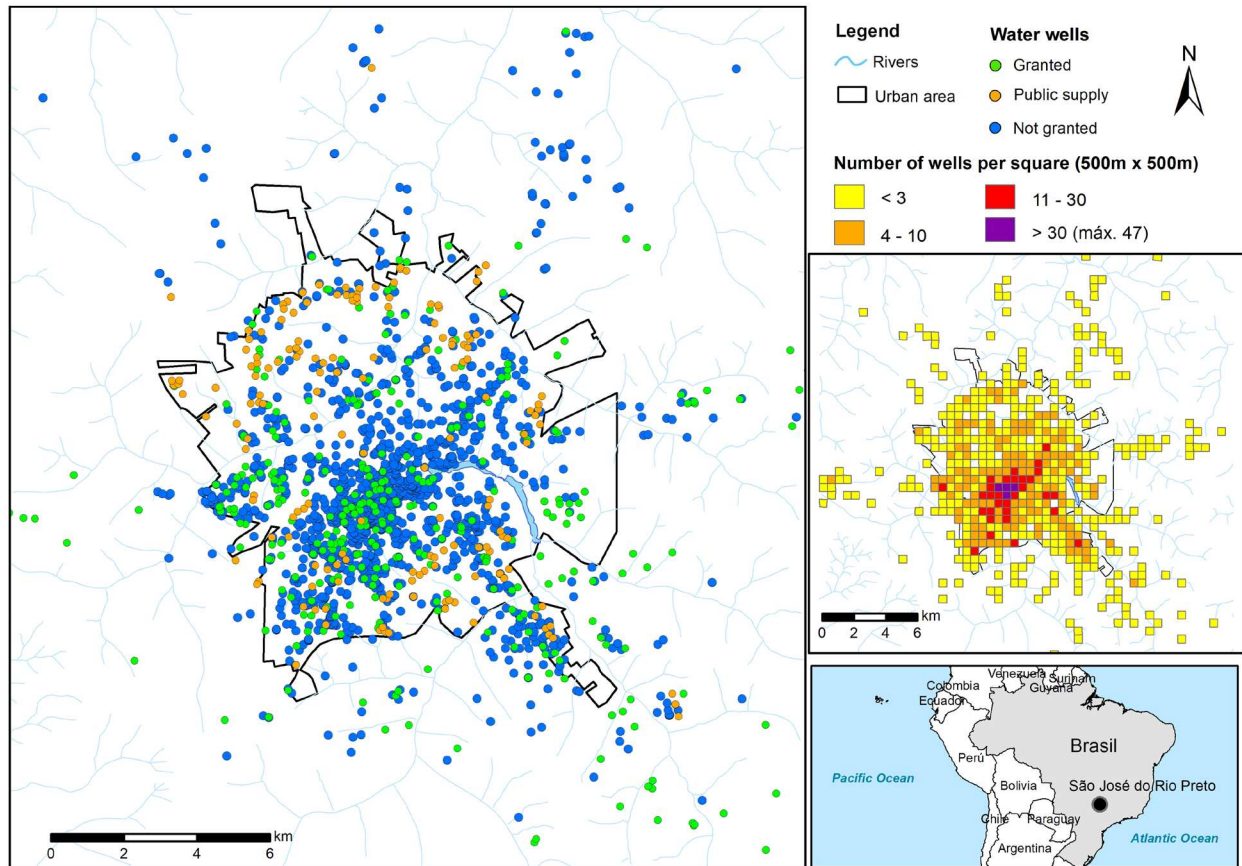 Legend
Rivers
Urban area
Water wells
Granted
Public supply
Not granted
N
Number of wells per square (500m x 500m)
< 3
11 - 30
4 - 10
> 30 (máx. 47)
0 2 4 6 km
0 2 4 6 km
Venezuela
Surinam
Colombia
Guyana
Equador
Brasil
Perú
Pacific Ocean
Bolivia
São José do Rio Preto
Chile
Paraguay
Atlantic Ocean
Argentina